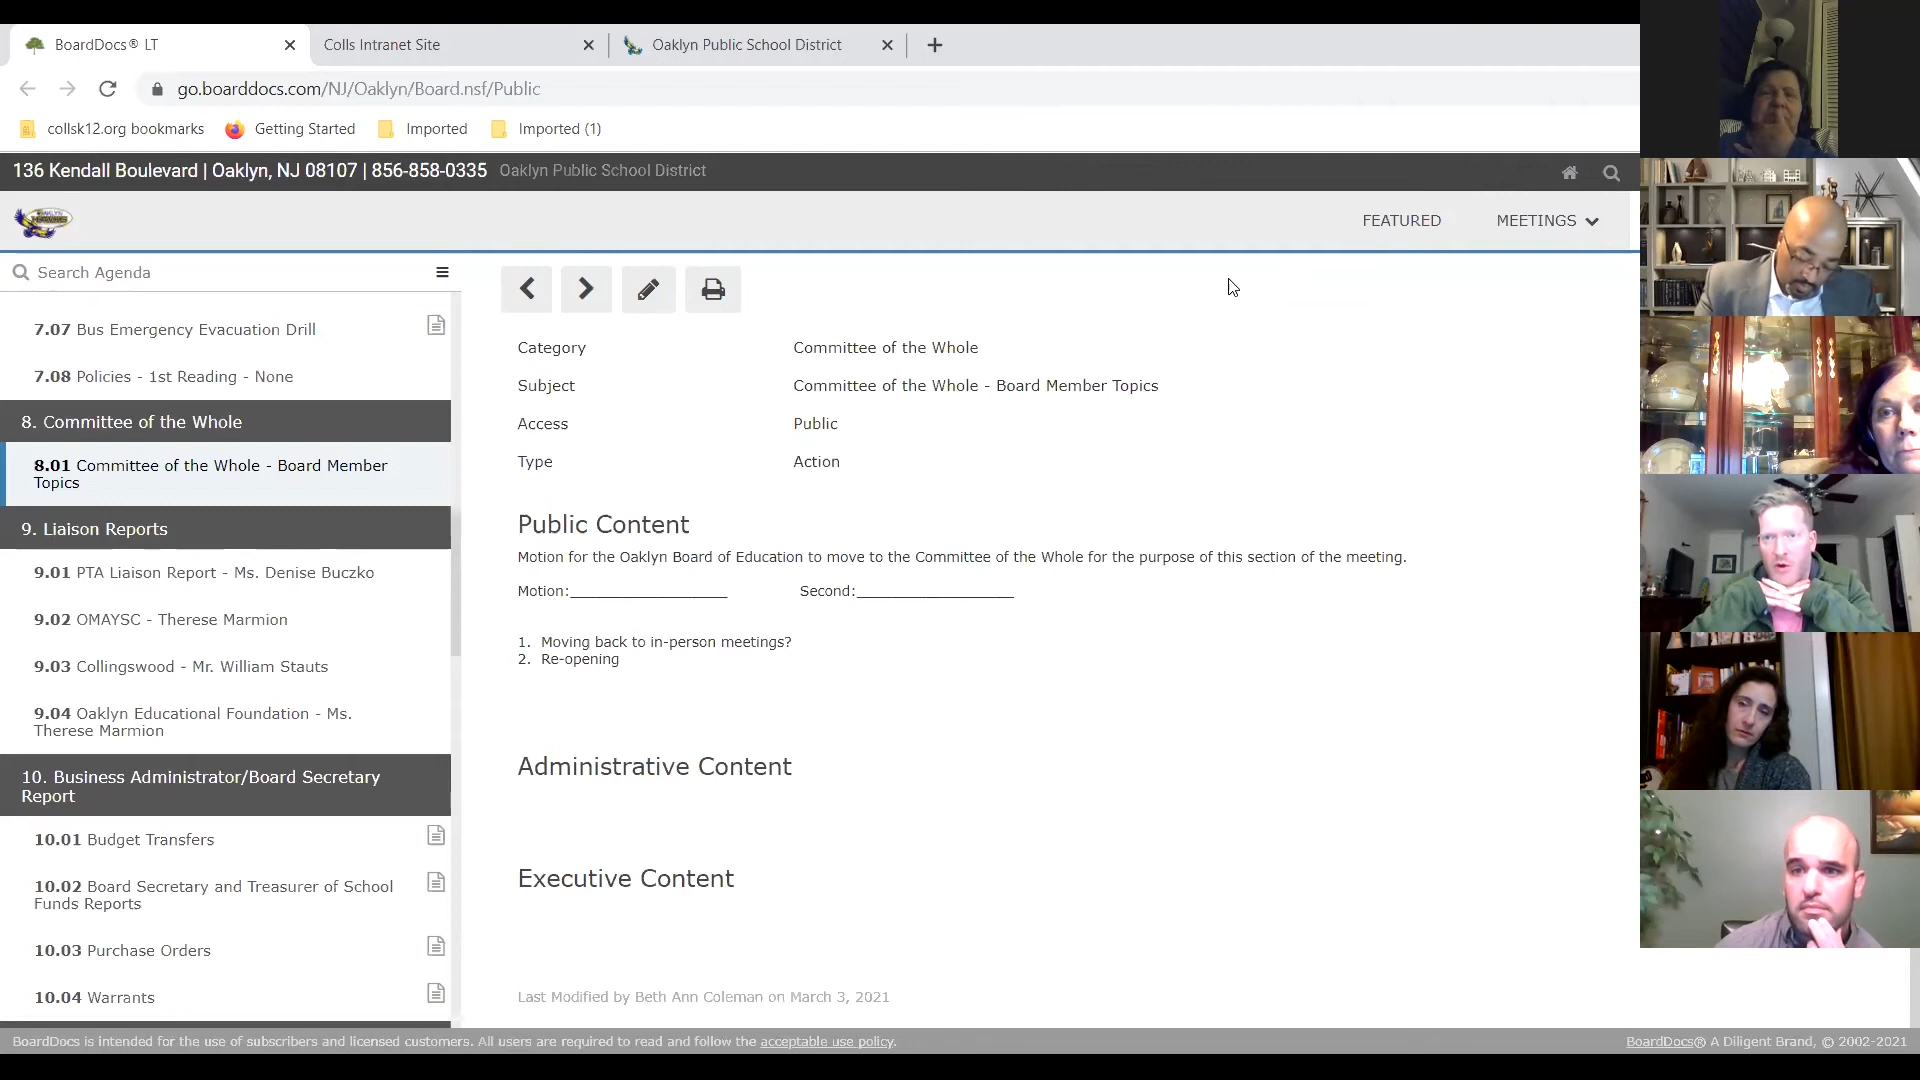 BoardDocs® LT
Colls Intranet Site
Oaklyn Public School District
go.boarddocs.com/NJ/Oaklyn/Board.nsf/Public
collsk12.org bookmarks
Getting Started
Imported
Imported (1)
136 Kendall Boulevard | Oaklyn, NJ 08107 | 856-858-0335 Oaklyn Public School District
FEATURED
MEETINGS
Search Agenda
7.07 Bus Emergency Evacuation Drill
7.08 Policies - 1st Reading - None
8. Committee of the Whole
8.01 Committee of the Whole - Board Member
Topics
9. Liaison Reports
9.01 PTA Liaison Report - Ms. Denise Buczko
9.02 OMAYSC - Therese Marmion
9.03 Collingswood - Mr. William Stauts
9.04 Oaklyn Educational Foundation - Ms.
Therese Marmion
10. Business Administrator/Board Secretary
Report
10.01 Budget Transfers
10.02 Board Secretary and Treasurer of School
Funds Reports
10.03 Purchase Orders
10.04 Warrants
Category Committee of the Whole
Subject Committee of the Whole - Board Member Topics
Access Public
Type Action
Public Content
Motion for the Oaklyn Board of Education to move to the Committee of the Whole for the purpose of this section of the meeting.
Motion:___________________ Second:___________________
1. Moving back to in-person meetings?
2. Re-opening
Administrative Content
Executive Content
Last Modified by Beth Ann Coleman on March 3, 2021
BoardDocs is intended for the use of subscribers and licensed customers. All users are required to read and follow the acceptable use policy.
BoardDocs® A Diligent Brand, © 2002-2021